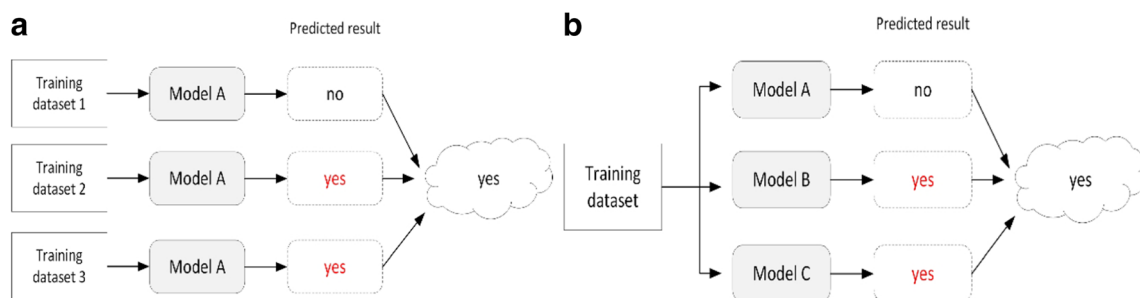 a
Predicted result
Training
dataset 1
Model A
no
Training
dataset 2
Model A
yes
yes
Training
dataset 3
Model A
yes
b
Predicted result
Training
dataset
Model A
no
Model B
yes
yes
Model C
yes